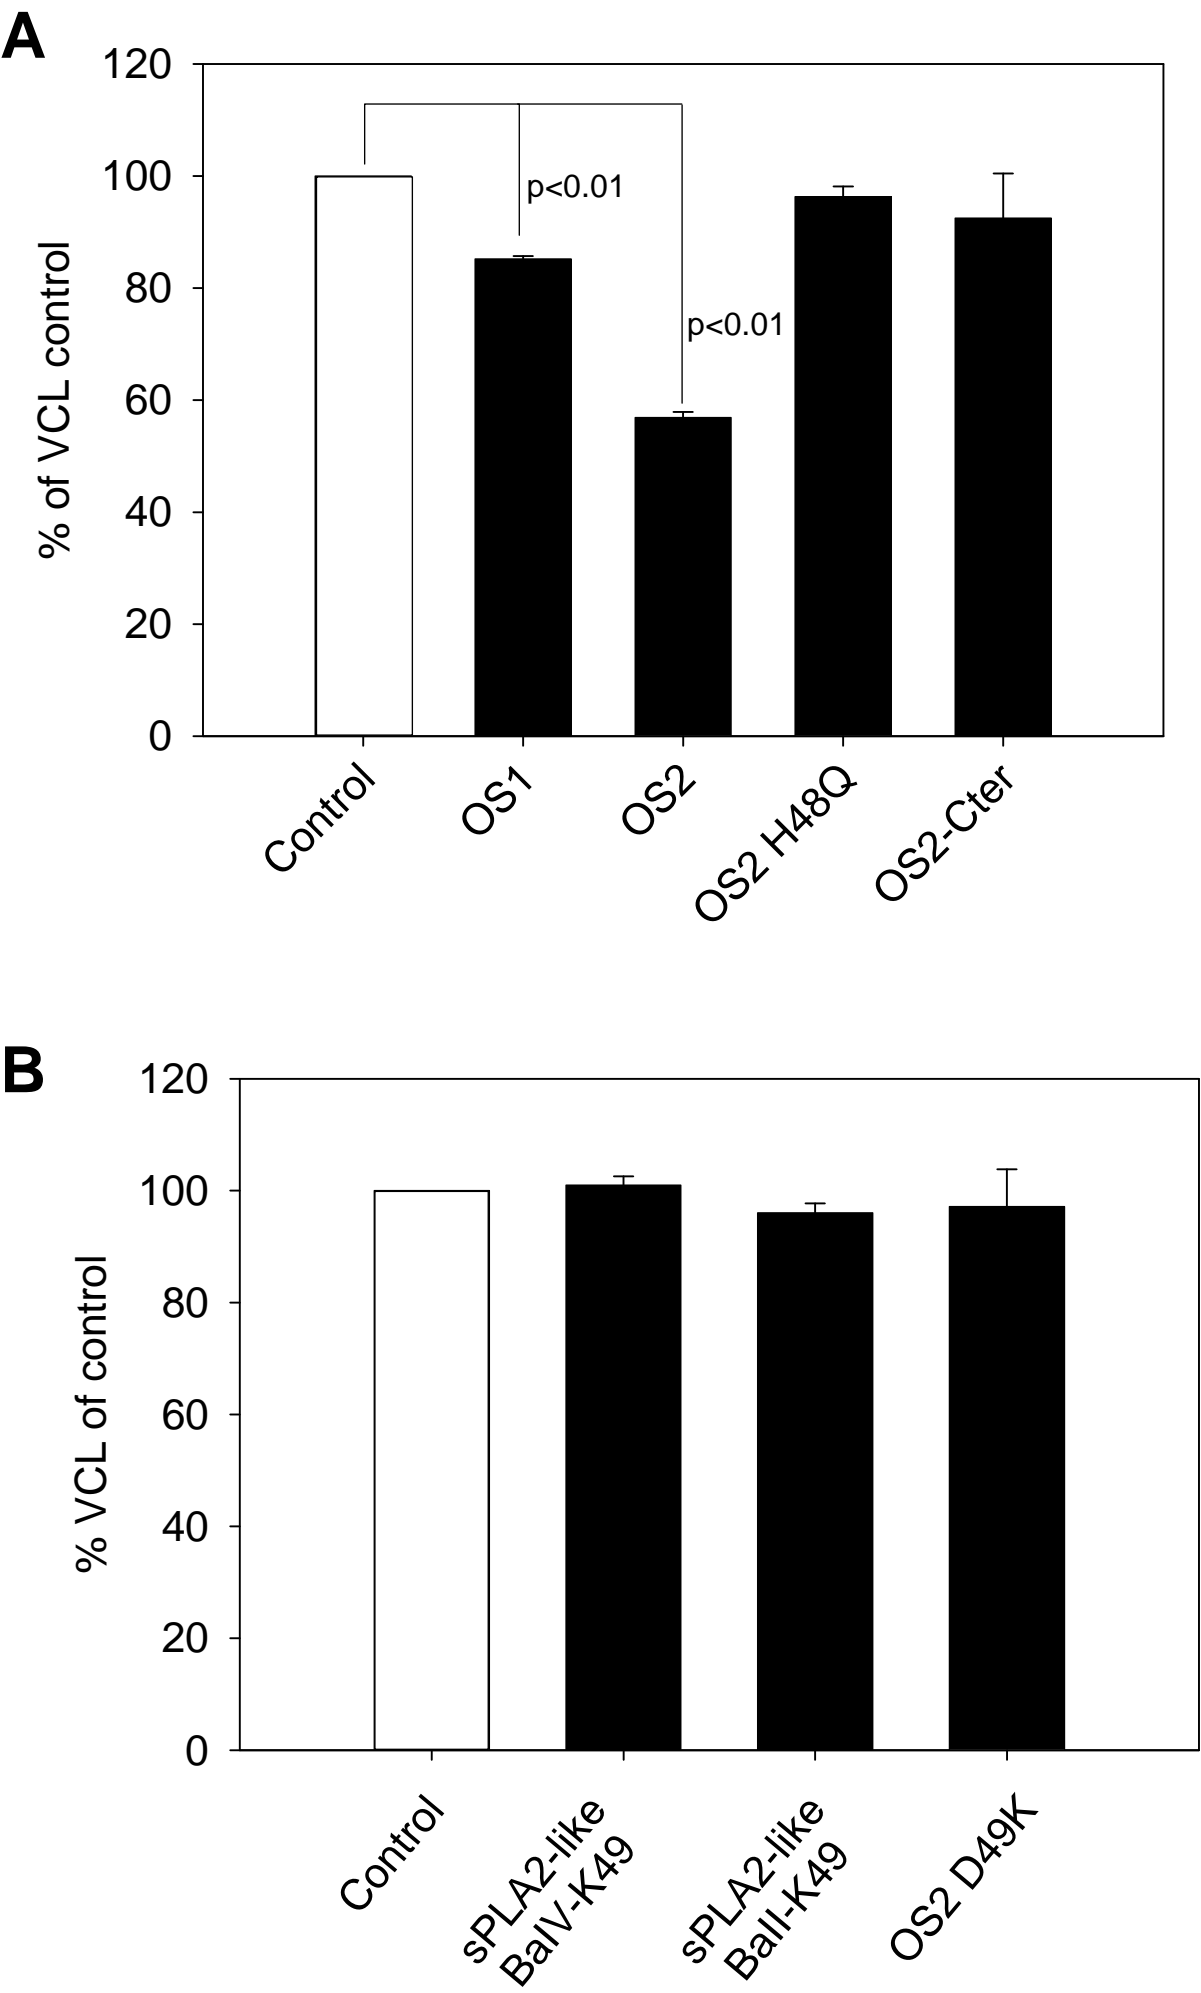 A
120
100
80
60
40
20
0
% of VCL control
p<0.01
p<0.01
Control
OS1
OS2
OS2 H48Q
OS2-Cter
B
120
100
80
60
40
20
0
% VCL of control
Control
sPLA2-like
BaIV-K49
sPLA2-like
BaII-K49
OS2 D49K